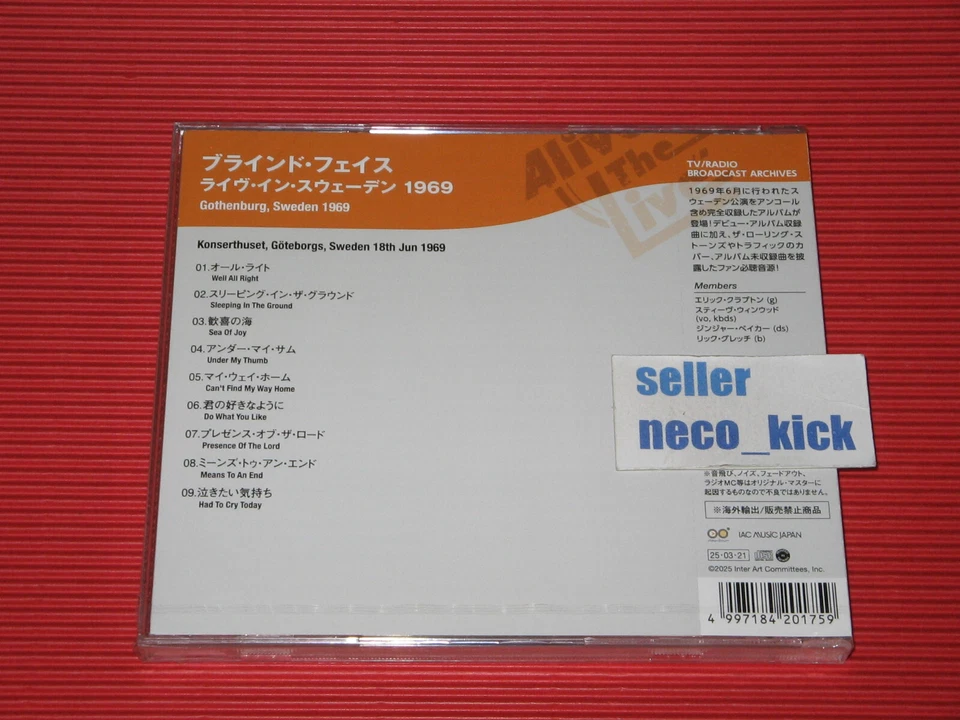 ブラインド・フェイス
ライヴ・イン・スウェーデン 1969
Gothenburg, Sweden 1969
Alive
The
Live
TV/RADIO
BROADCAST ARCHIVES
1969年6月に行われたス
ウェーデン公演をアンコール
含め完全収録したアルバムが
登場!デビュー・アルバム収録
曲に加え、ザ・ローリング・ス
トーンズやトラフィックのカ
バー、アルバム未収録曲を披
露したファン必聴音源!
Members
エリック・クラプトン (g)
スティーヴ・ウィンウッド
(vo, kbds)
ジンジャー・ベイカー (ds)
リック・グレッチ (b)
Konserthuset, Göteborgs, Sweden 18th Jun 1969
01.オール・ライト
Well All Right
02.スリーピング・イン・ザ・グラウンド
Sleeping In The Ground
03.歓喜の海
Sea Of Joy
04.アンダー・マイ・サム
Under My Thumb
05.マイ・ウェイ・ホーム
Can't Find My Way Home
06.君の好きなように
Do What You Like
07.プレゼンス・オブ・ザ・ロード
Presence Of The Lord
08.ミーンズ・トゥ・アン・エンド
Means To An End
09.泣きたい気持ち
Had To Cry Today
seller
neco_kick
※音飛び、ノイズ、フェードアウト、
ラジオMC等はオリジナル・マスターに
起因するものなので不良ではありません。
※海外輸出/販売禁止商品
IAC MUSIC JAPAN
25・03・21
©2025 Inter Art Committees, Inc.
4 997184 201759